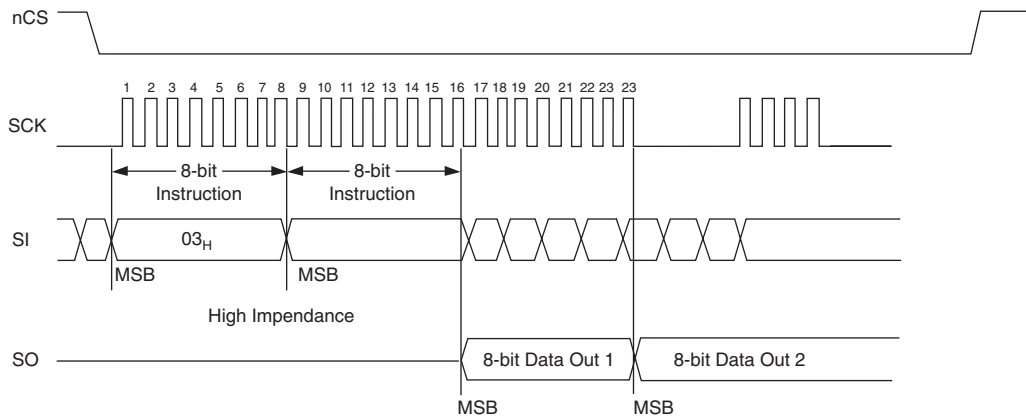 nCS
1 2 3 4 5 6 7 8 9 10 11 12 13 14 15 16 17 18 19 20 21 22 23 23
SCK
8-bit
Instruction
8-bit
Instruction
SI
03H
MSB
MSB
High Impendance
SO
8-bit Data Out 1
8-bit Data Out 2
MSB
MSB